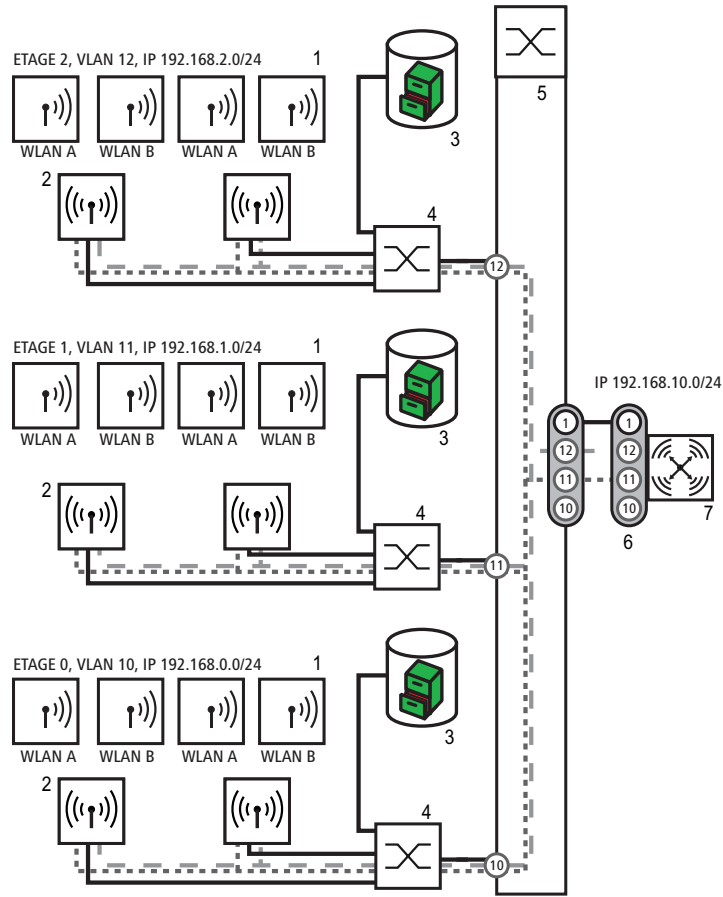 ETAGE 2, VLAN 12, IP 192.168.2.0/24 1
WLAN A WLAN B WLAN A WLAN B
3
5
2
4
12
ETAGE 1, VLAN 11, IP 192.168.1.0/24 1
WLAN A WLAN B WLAN A WLAN B
3
2
4
11
IP 192.168.10.0/24
1 1
12 12
11 11
10 10
6
7
ETAGE 0, VLAN 10, IP 192.168.0.0/24 1
WLAN A WLAN B WLAN A WLAN B
3
2
4
10